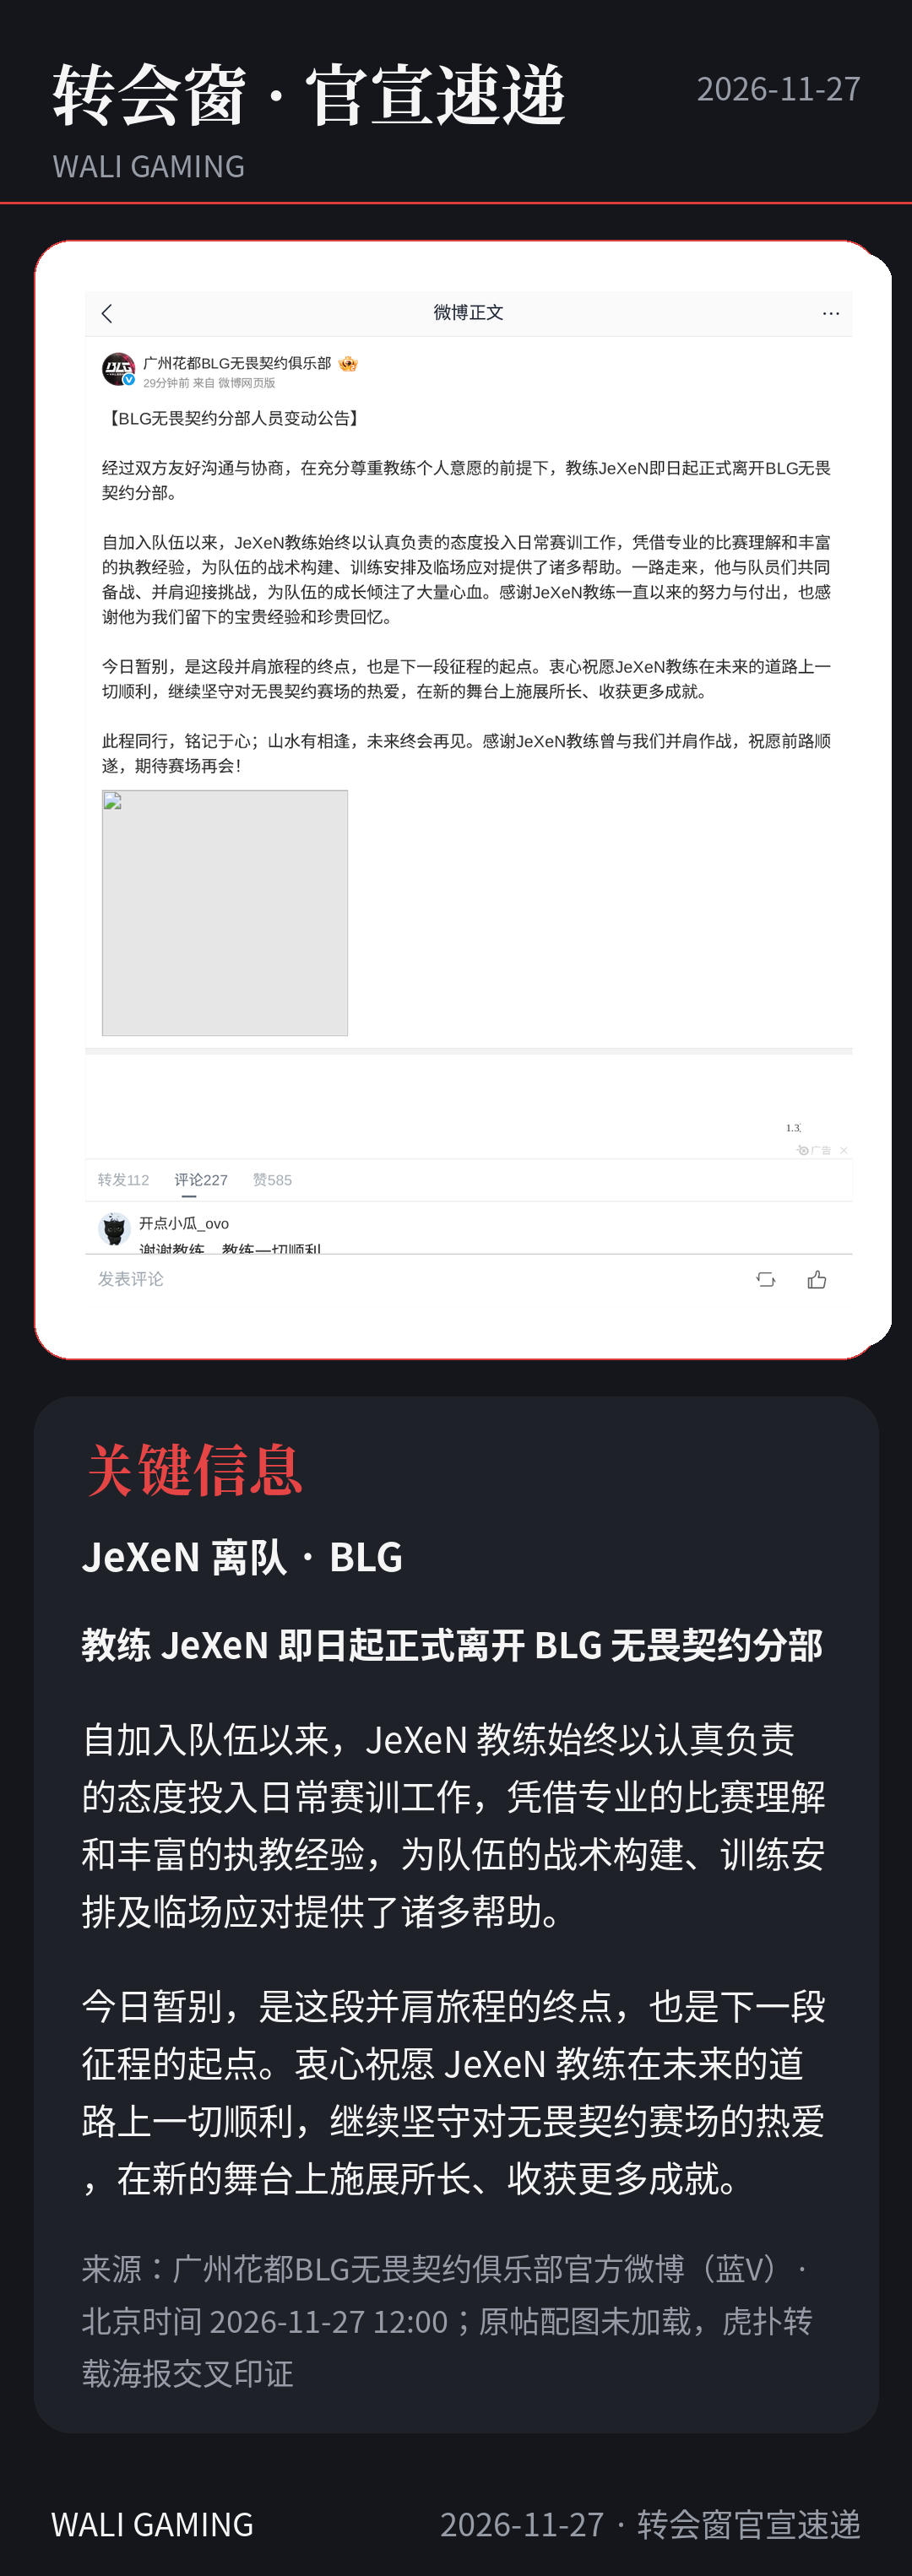 转会窗 · 官宣速递
2026-11-27
WALI GAMING
微博正文
广州花都BLG无畏契约俱乐部
29分钟前 来自 微博网页版
【BLG无畏契约分部人员变动公告】
经过双方友好沟通与协商，在充分尊重教练个人意愿的前提下，教练JeXeN即日起正式离开BLG无畏
契约分部。
自加入队伍以来，JeXeN教练始终以认真负责的态度投入日常赛训工作，凭借专业的比赛理解和丰富
的执教经验，为队伍的战术构建、训练安排及临场应对提供了诸多帮助。一路走来，他与队员们共同
备战、并肩迎接挑战，为队伍的成长倾注了大量心血。感谢JeXeN教练一直以来的努力与付出，也感
谢他为我们留下的宝贵经验和珍贵回忆。
今日暂别，是这段并肩旅程的终点，也是下一段征程的起点。衷心祝愿JeXeN教练在未来的道路上一
切顺利，继续坚守对无畏契约赛场的热爱，在新的舞台上施展所长、收获更多成就。
此程同行，铭记于心；山水有相逢，未来终会再见。感谢JeXeN教练曾与我们并肩作战，祝愿前路顺
遂，期待赛场再会！
1.3
广告
转发112 评论227 赞585
开点小瓜_ovo
谢谢教练，教练一切顺利
发表评论
关键信息
JeXeN 离队 · BLG
教练 JeXeN 即日起正式离开 BLG 无畏契约分部
自加入队伍以来，JeXeN 教练始终以认真负责
的态度投入日常赛训工作，凭借专业的比赛理解
和丰富的执教经验，为队伍的战术构建、训练安
排及临场应对提供了诸多帮助。
今日暂别，是这段并肩旅程的终点，也是下一段
征程的起点。衷心祝愿 JeXeN 教练在未来的道
路上一切顺利，继续坚守对无畏契约赛场的热爱
，在新的舞台上施展所长、收获更多成就。
来源：广州花都BLG无畏契约俱乐部官方微博（蓝V） ·
北京时间 2026-11-27 12:00；原帖配图未加载，虎扑转
载海报交叉印证
WALI GAMING
2026-11-27 · 转会窗官宣速递